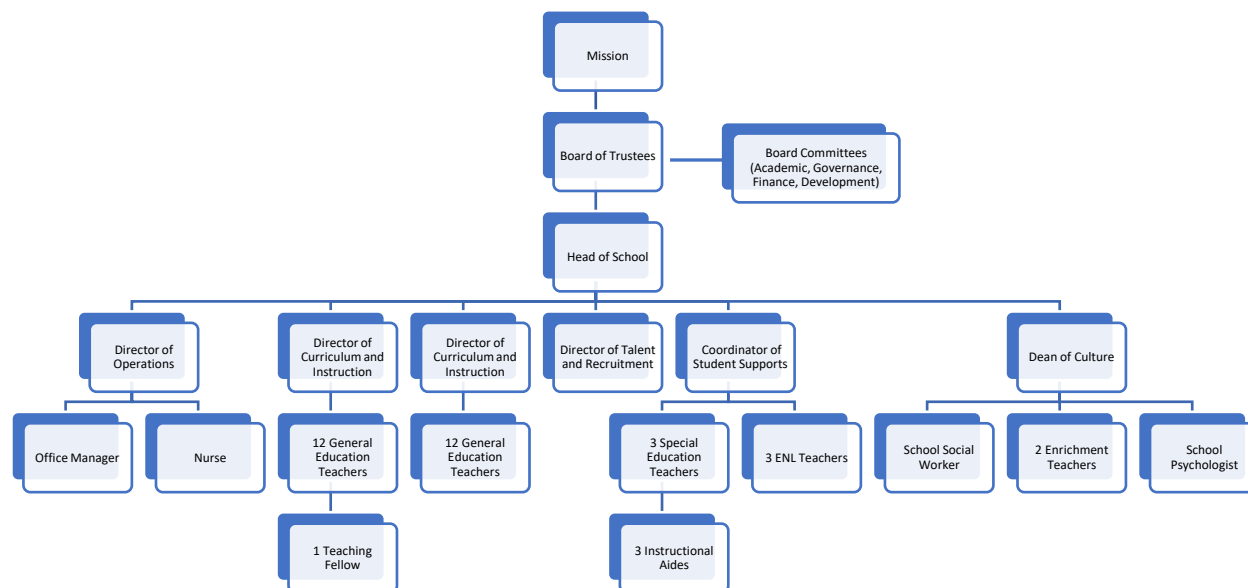 Mission
Board of Trustees
Board Committees
(Academic, Governance,
Finance, Development)
Head of School
Director of
Operations
Director of
Curriculum and
Instruction
Director of
Curriculum and
Instruction
Director of Talent
and Recruitment
Coordinator of
Student Supports
Dean of Culture
Office Manager
Nurse
12 General
Education
Teachers
12 General
Education
Teachers
3 Special
Education
Teachers
3 ENL Teachers
School Social
Worker
2 Enrichment
Teachers
School
Psychologist
1 Teaching
Fellow
3 Instructional
Aides